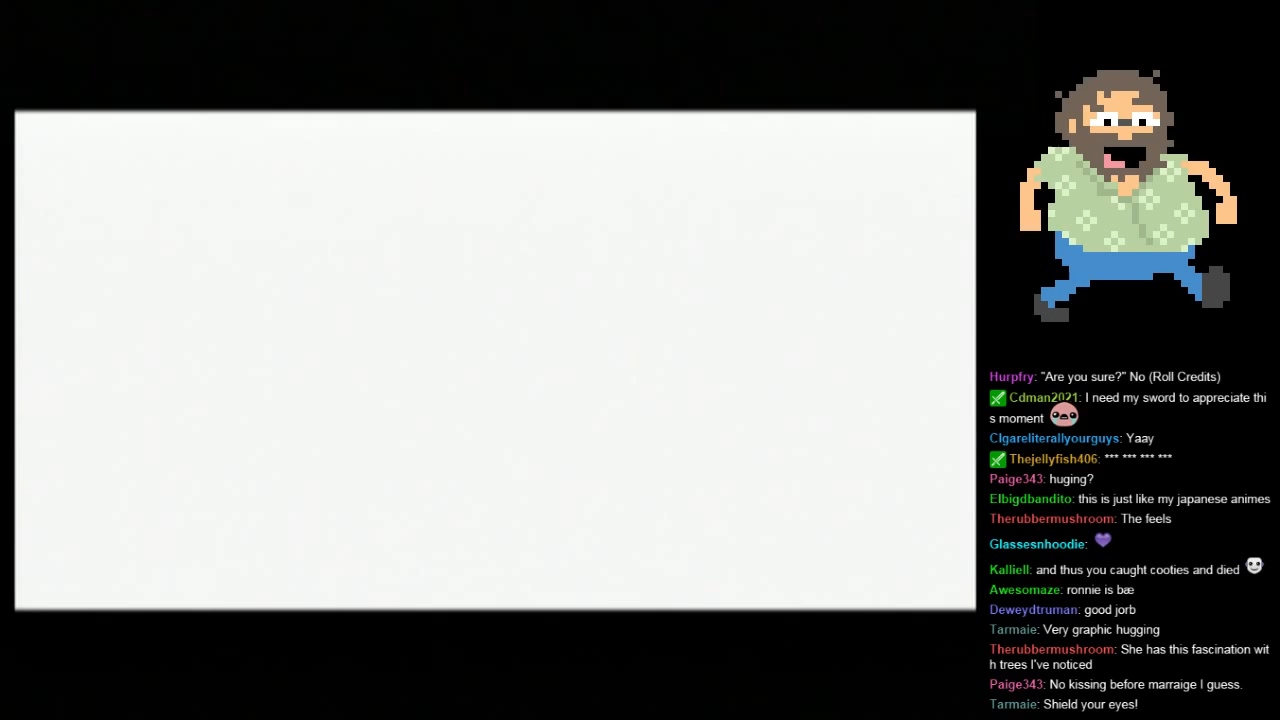 Hurpfry: "Are you sure?" No (Roll Credits)
Cdman2021: I need my sword to appreciate thi
s moment
Clgareliterallyourguys: Yaay
Thejellyfish406: *** *** *** ***
Paige343: huging?
Elbigdbandito: this is just like my japanese animes
Therubbermushroom: The feels
Glassesnhoodie:
Kalliell: and thus you caught cooties and died
Awesomaze: ronnie is bæ
Deweydtruman: good jorb
Tarmaie: Very graphic hugging
Therubbermushroom: She has this fascination wit
h trees I've noticed
Paige343: No kissing before marraige I guess.
Tarmaie: Shield your eyes!